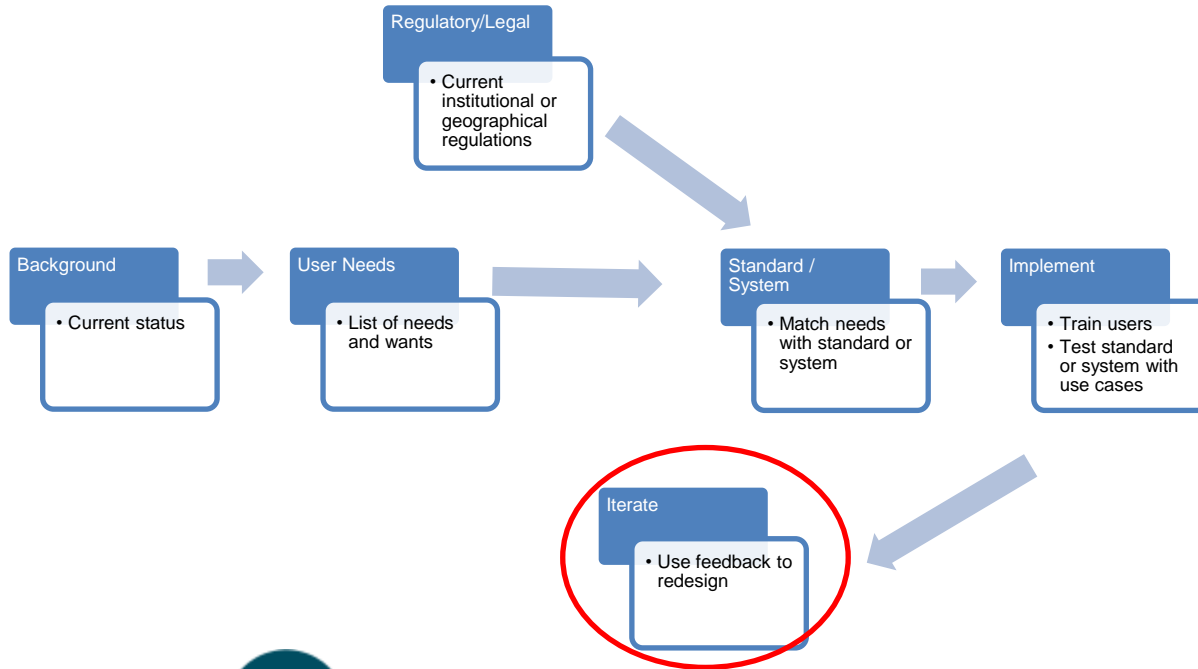 Regulatory/Legal
• Current
institutional or
geographical
regulations
Background
• Current status
User Needs
• List of needs
and wants
Standard /
System
• Match needs
with standard or
system
Implement
• Train users
• Test standard
or system with
use cases
Iterate
• Use feedback to
redesign